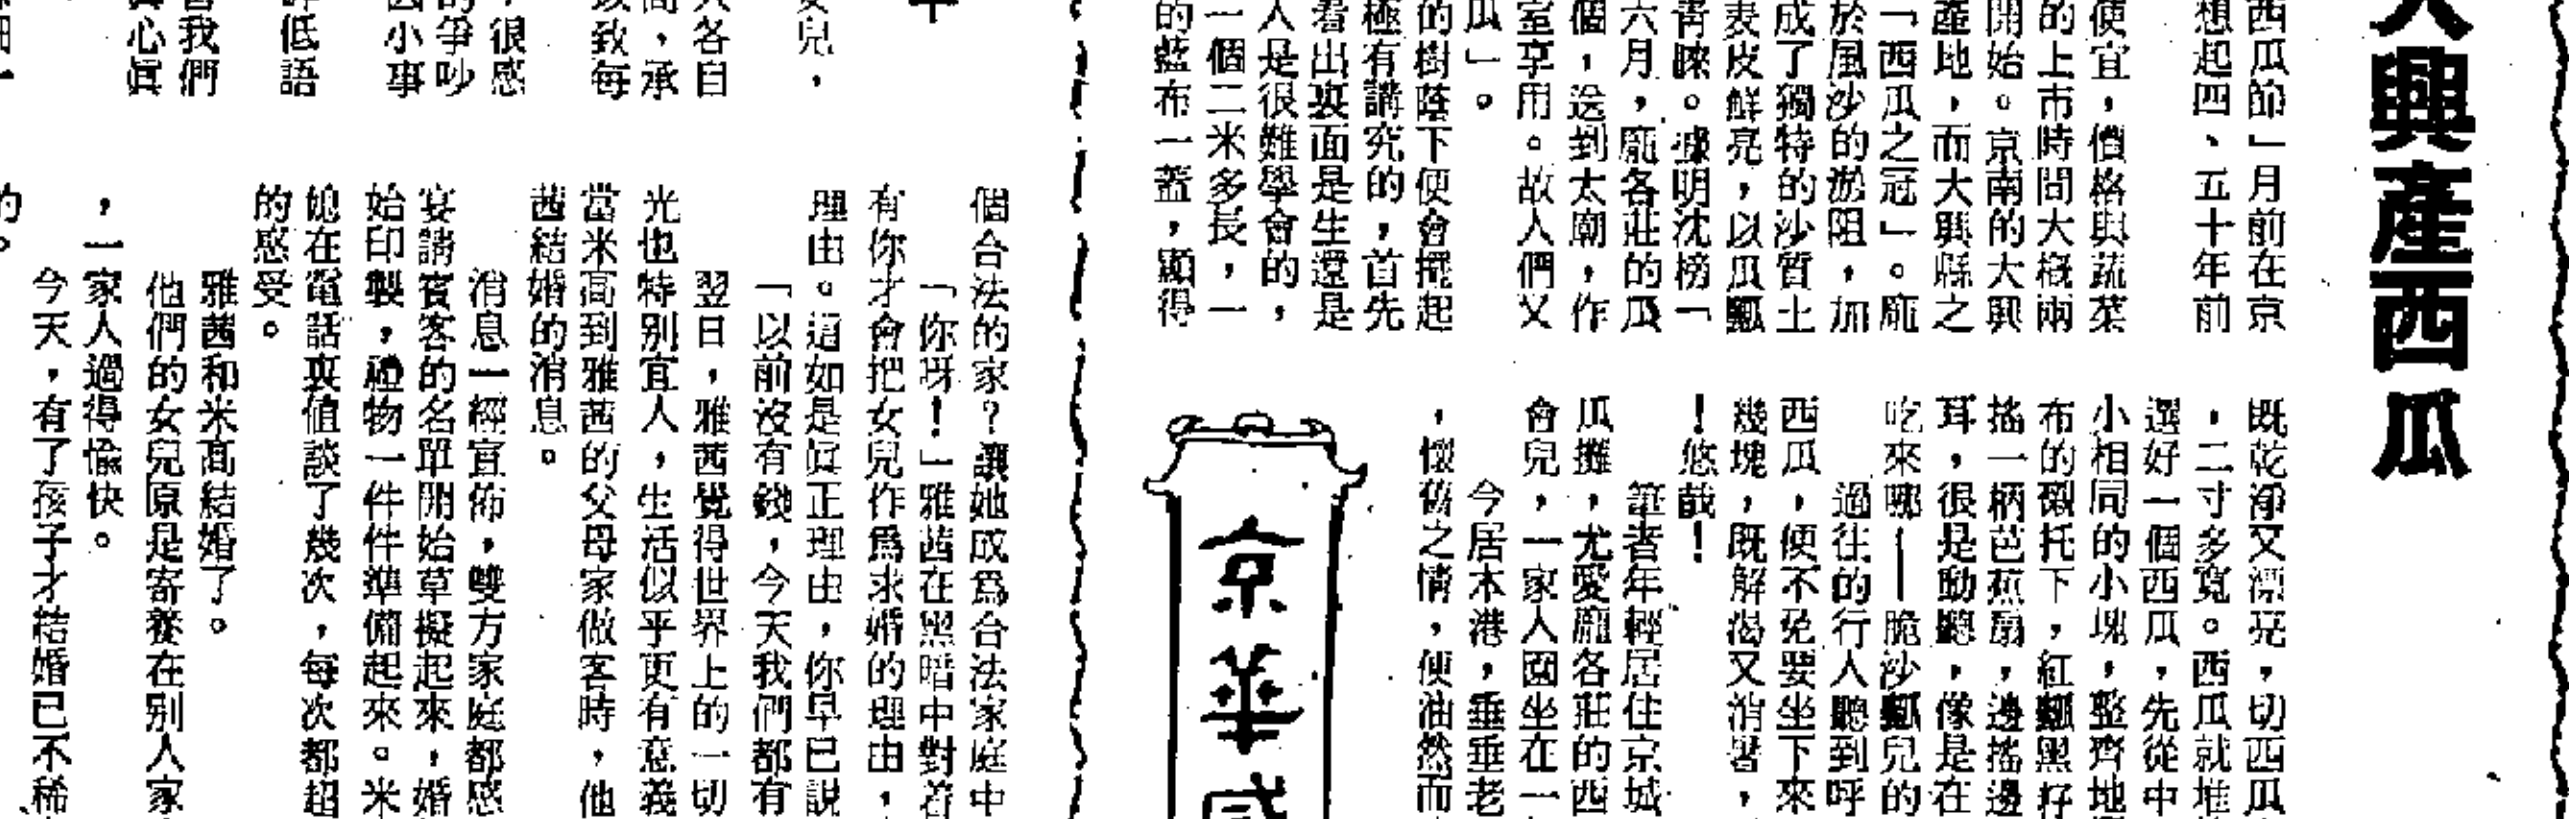 大興產西瓜
西瓜節」月前在京
想起四、五十年前
便宜，價格與蔬菜
的上市時間大概兩
開始。京南的大興
產地，而大興縣之
「西瓜之冠」。龐
於風沙的淤阻，加
成了獨特的沙質土
表皮鮮亮，以瓜瓤
青睞。據明沈榜「
六月，龐各莊的瓜
個，送到太廟，作
室享用。故人們又
瓜」。
的樹蔭下便會擺起
極有講究的，首先
看出裏面是生還是
人是很難學會的，
一個二米多長，一
的藍布一蓋，顯得
既乾淨又漂亮，切西瓜
，二寸多寬。西瓜就堆
選好一個西瓜，先從中
小相同的小塊，整齊地
布的襯托下，紅瓤黑籽
搖一柄芭蕉扇，邊搖邊
耳，很是動聽，像是在
吃來哪—脆沙瓤兒的
過往的行人聽到呼
西瓜，便不免要坐下來
幾塊，既解渴又消暑，
！悠哉！
筆者年輕居住京城
瓜攤，尤愛龐各莊的西
會兒，一家人圍坐在一
今居本港，垂垂老
，懷舊之情，便油然而
京華
女兒，
人各自
間，承
以致每
，很感
的爭吵
因小事
低語
我們
心眞
個合法的家？讓她成爲合法家庭中
「你呀！」雅茜在黑暗中對着
有你才會把女兒作爲求婚的理由，
理由。這如是眞正理由，你早已說
「以前沒有錢，今天我們都有
翌日，雅茜覺得世界上的一切
光也特别宜人，生活似乎更有意義
當米高到雅茜的父母家做客時，他
茜結婚的消息。
消息一經宣佈，雙方家庭都感
宴請賓客的名單開始草擬起來，婚
始印製，禮物一件件準備起來。米
媳在電話裏值談了幾次，每次都超
的感受。
雅茜和米高結婚了。
他們的女兒原是寄養在别人家
，一家人過得愉快。
今天，有了孩子才結婚已不稀
的。